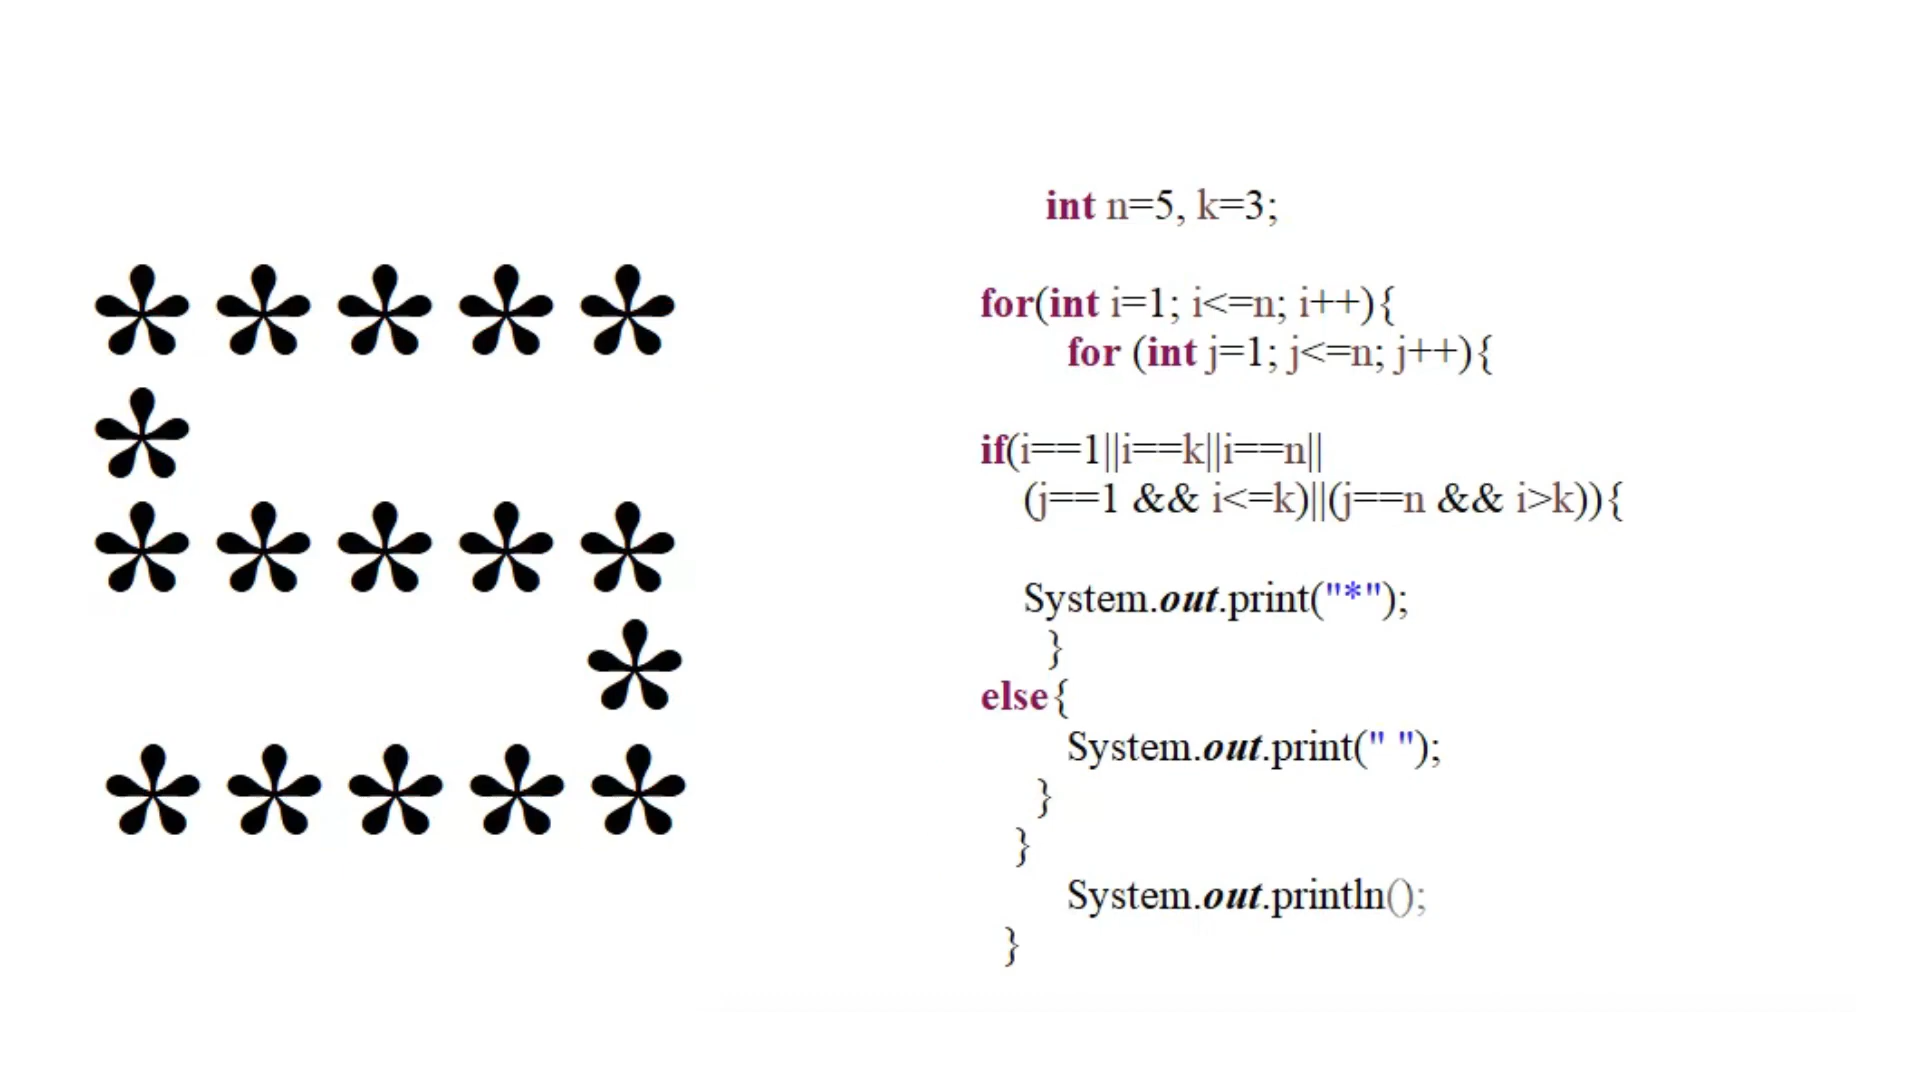 * * * * *
*
* * * * *
*
* * * * *
int n=5, k=3;
for(int i=1; i<=n; i++){
for (int j=1; j<=n; j++){
if(i==1||i==k||i==n||
(j==1 && i<=k)||(j==n && i>k)){
System.out.print("*");
}
else{
System.out.print(" ");
}
}
System.out.println();
}